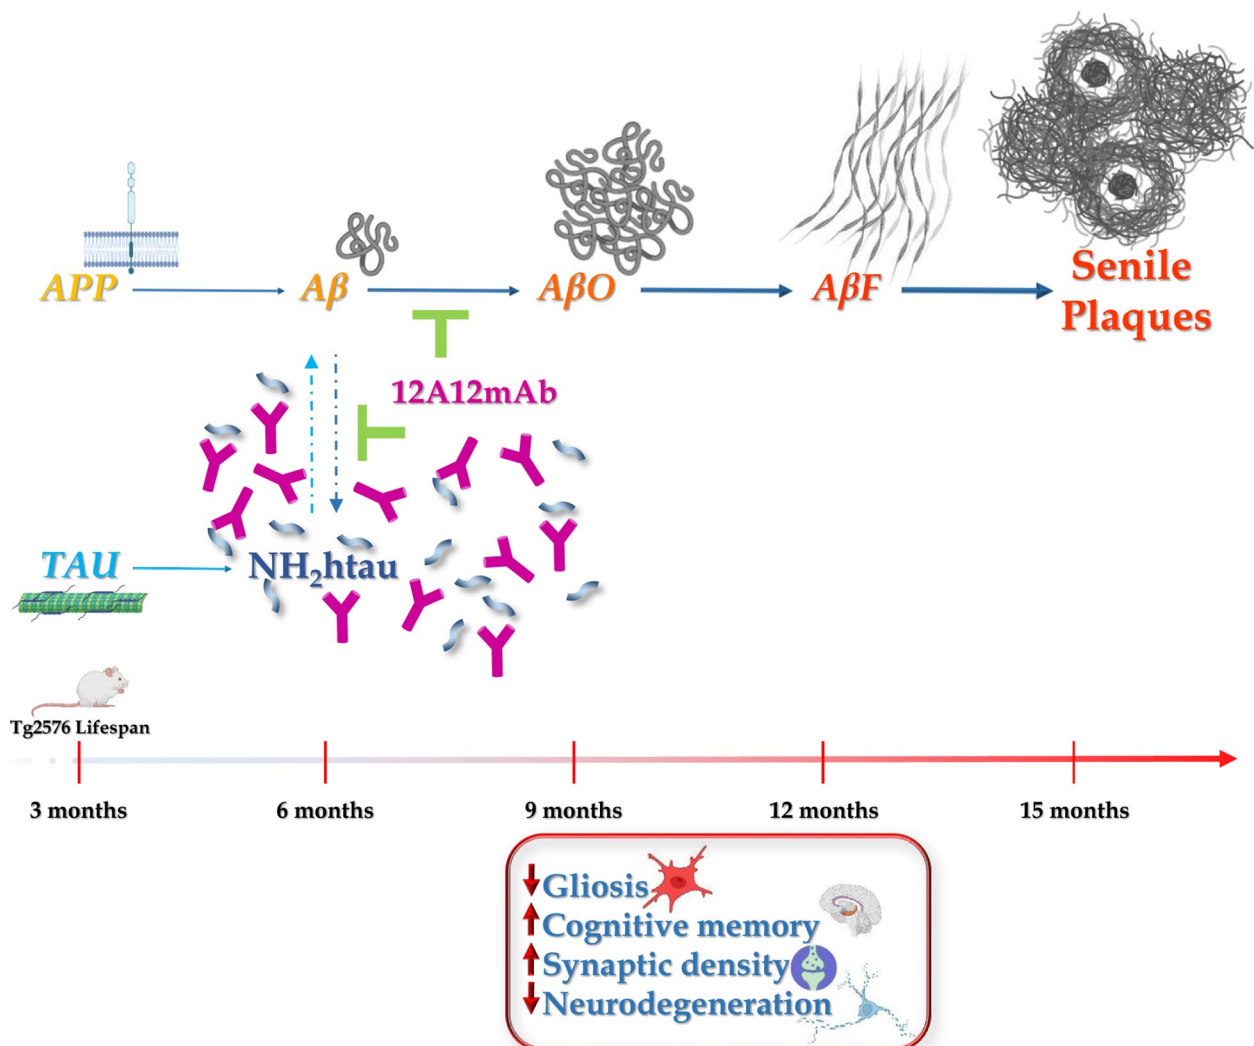 Senile
Plaques
APP
Aβ
AβO
AβF
12A12mAb
TAU
NH₂htau
Tg2576 Lifespan
3 months
6 months
9 months
12 months
15 months
Gliosis
Cognitive memory
Synaptic density
Neurodegeneration